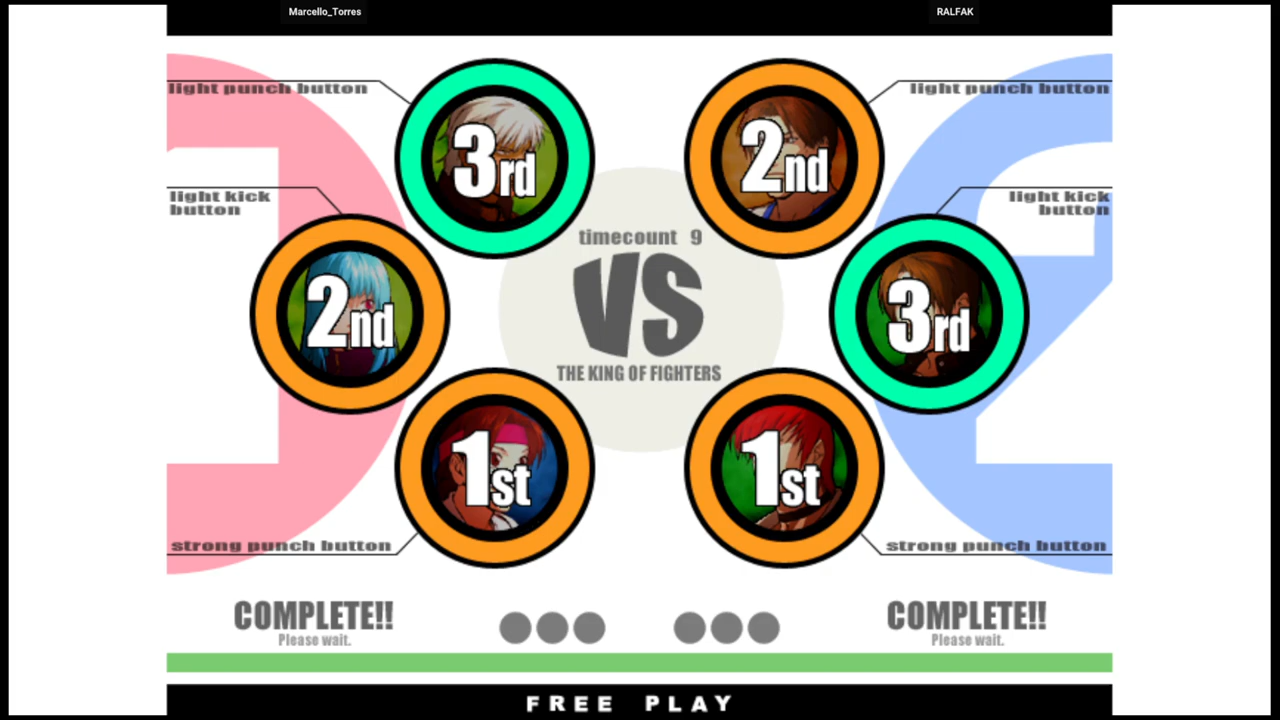 Marcello_Torres
RALFAK
light punch button
light punch button
3rd
2nd
light kick
button
light kick
button
timecount 9
VS
2nd
3rd
THE KING OF FIGHTERS
1st
1st
strong punch button
strong punch button
COMPLETE!!
Please wait.
COMPLETE!!
Please wait.
FREE PLAY